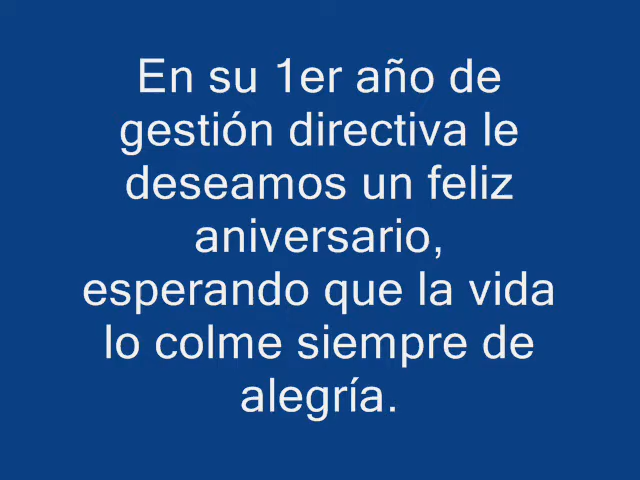 En su 1er año de
gestión directiva le
deseamos un feliz
aniversario,
esperando que la vida
lo colme siempre de
alegría.